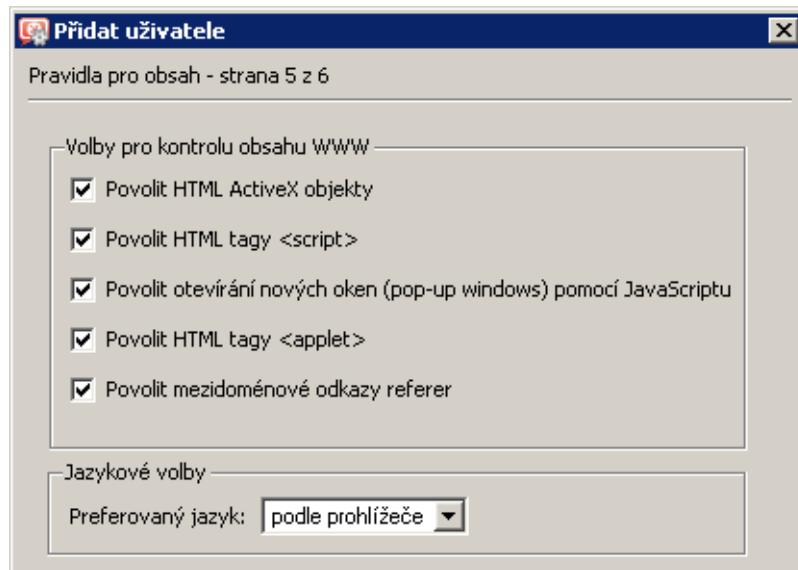 Přidat uživatele
Pravidla pro obsah - strana 5 z 6
Volby pro kontrolu obsahu WWW
Povolit HTML ActiveX objekty
Povolit HTML tagy <script>
Povolit otevírání nových oken (pop-up windows) pomocí JavaScriptu
Povolit HTML tagy <applet>
Povolit mezidoménové odkazy referer
Jazykové volby
Preferovaný jazyk: podle prohlížeče